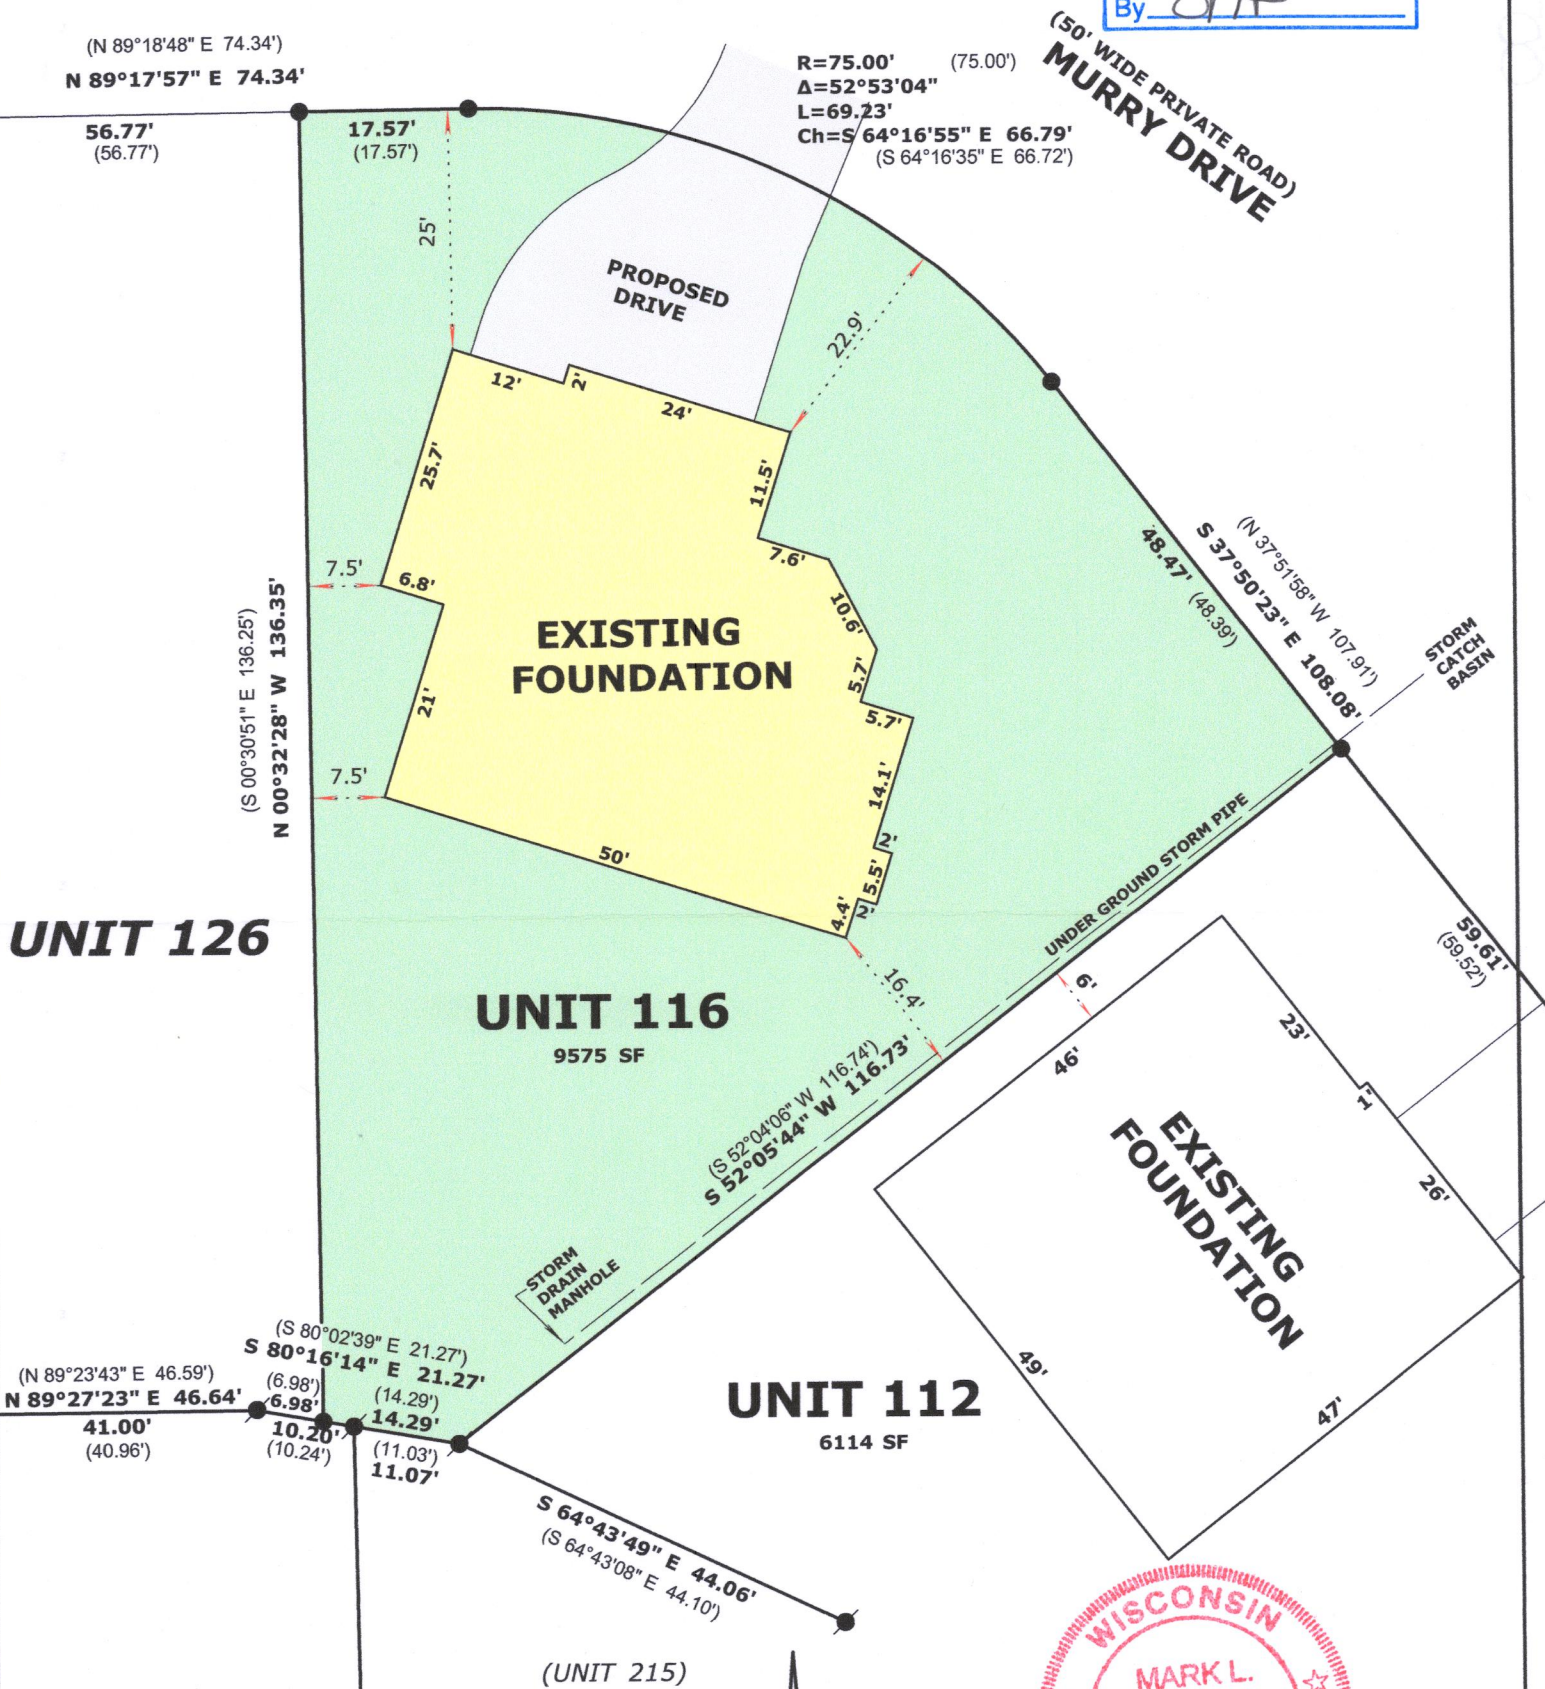 By
(N 89°18'48" E 74.34')
N 89°17'57" E 74.34'
56.77'
(56.77')
17.57'
(17.57')
R=75.00' (75.00')
Δ=52°53'04"
L=69.23'
Ch=S 64°16'55" E 66.79'
(S 64°16'35" E 66.72')
(50' WIDE PRIVATE ROAD)
MURRY DRIVE
25'
PROPOSED
DRIVE
22.9'
12'
2'
24'
25.7'
11.5'
7.6'
10.6'
5.7'
5.7'
7.5'
6.8'
EXISTING
FOUNDATION
21'
7.5'
50'
14.1'
2'
5.5'
2'
4.4'
16.4'
(S 00°30'51" E 136.25')
N 00°32'28" W 136.35'
48.47'
(48.39')
(N 37°51'58" W 107.91')
S 37°50'23" E 108.08'
STORM
CATCH
BASIN
UNDER GROUND STORM PIPE
59.61'
(59.52')
UNIT 126
UNIT 116
9575 SF
(S 52°04'06" W 116.74')
S 52°05'44" W 116.73'
6'
46'
23'
1'
26'
EXISTING
FOUNDATION
49'
47'
STORM
DRAIN
MANHOLE
(S 80°02'39" E 21.27')
S 80°16'14" E 21.27'
(N 89°23'43" E 46.59')
N 89°27'23" E 46.64'
41.00'
(40.96')
(6.98')
6.98'
(14.29')
14.29'
10.20'
(10.24')
(11.03')
11.07'
UNIT 112
6114 SF
S 64°43'49" E 44.06'
(S 64°43'08" E 44.10')
(UNIT 215)
WISCONSIN
MARK L.